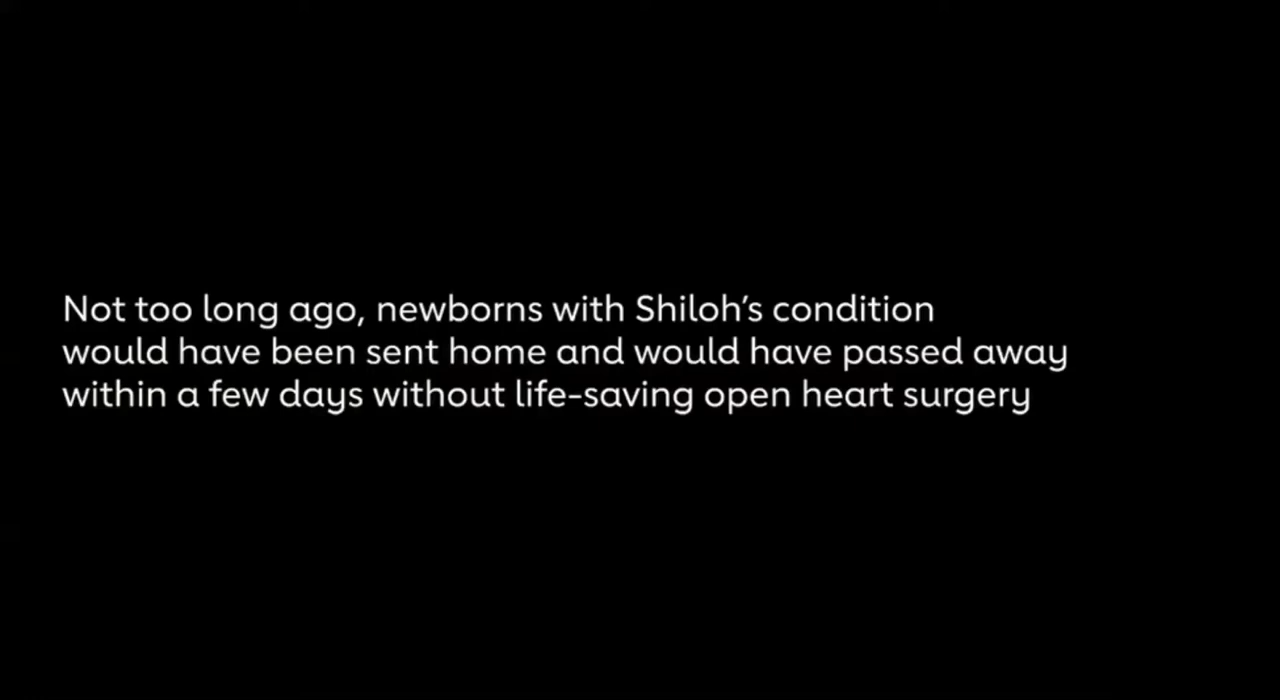 Not too long ago, newborns with Shiloh’s condition
would have been sent home and would have passed away
within a few days without life-saving open heart surgery